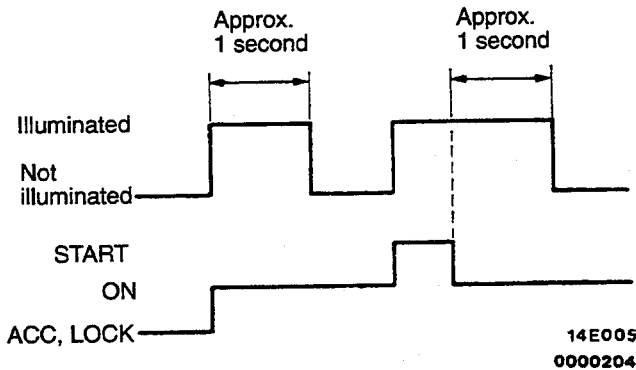 Approx.
1 second
Approx.
1 second
Illuminated
Not
illuminated
START
ON
ACC, LOCK
14E005
0000204